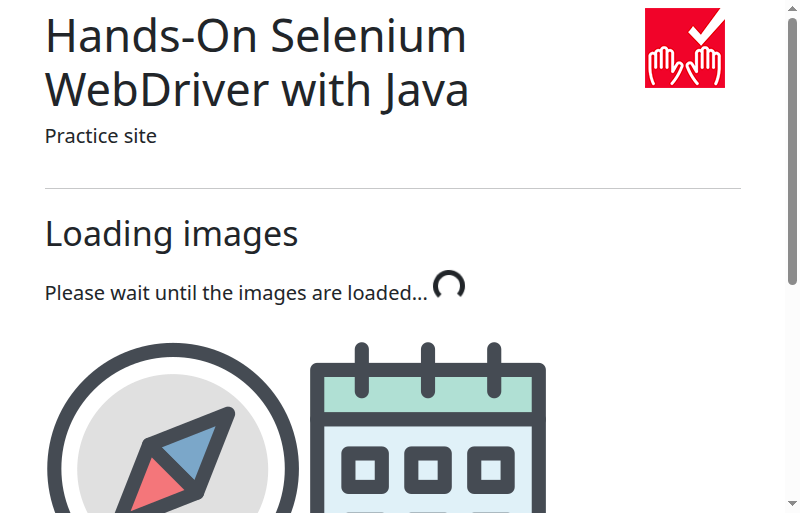 Hands-On Selenium
WebDriver with Java
Practice site
Loading images
Please wait until the images are loaded...